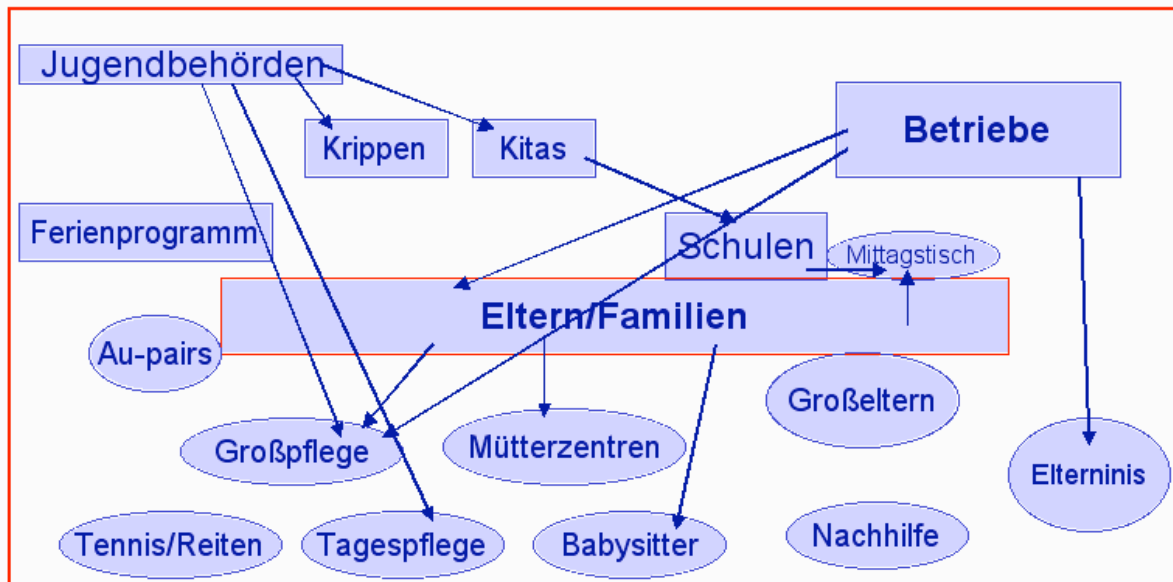 Jugendbehörden
Betriebe
Krippen
Kitas
Ferienprogramm
Schulen
Mittagstisch
Eltern/Familien
Au-pairs
Großeltern
Großpflege
Mütterzentren
Elterninis
Tennis/Reiten
Tagespflege
Babysitter
Nachhilfe